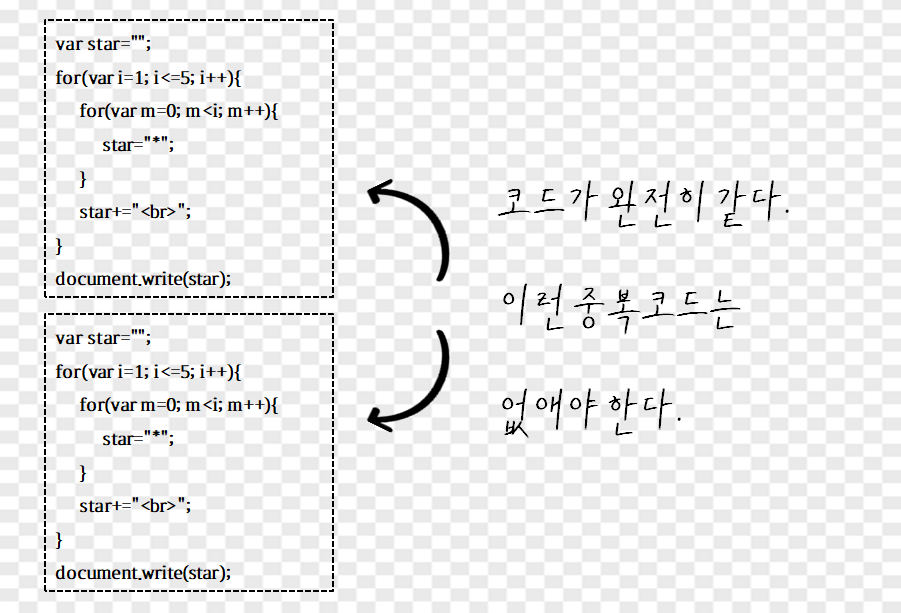 var star="";
for(var i=1; i<=5; i++){
for(var m=0; m<i; m++){
star="*";
}
star+="<br>";
}
document.write(star);
var star="";
for(var i=1; i<=5; i++){
for(var m=0; m<i; m++){
star="*";
}
star+="<br>";
}
document.write(star);
코드가 완전히 같다.
이런 중복코드는
없애야 한다.